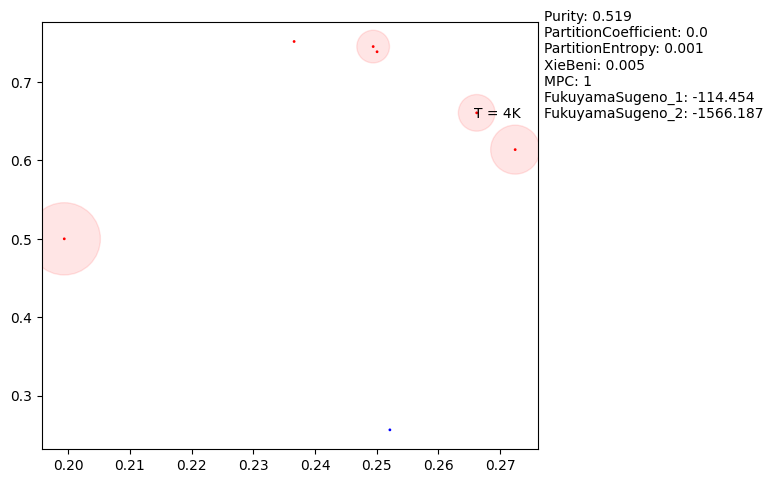 Purity: 0.519
PartitionCoefficient: 0.0
PartitionEntropy: 0.001
XieBeni: 0.005
MPC: 1
FukuyamaSugeno_1: -114.454
FukuyamaSugeno_2: -1566.187
0.7
T = 4K
0.6
0.5
0.4
0.3
0.20 0.21 0.22 0.23 0.24 0.25 0.26 0.27